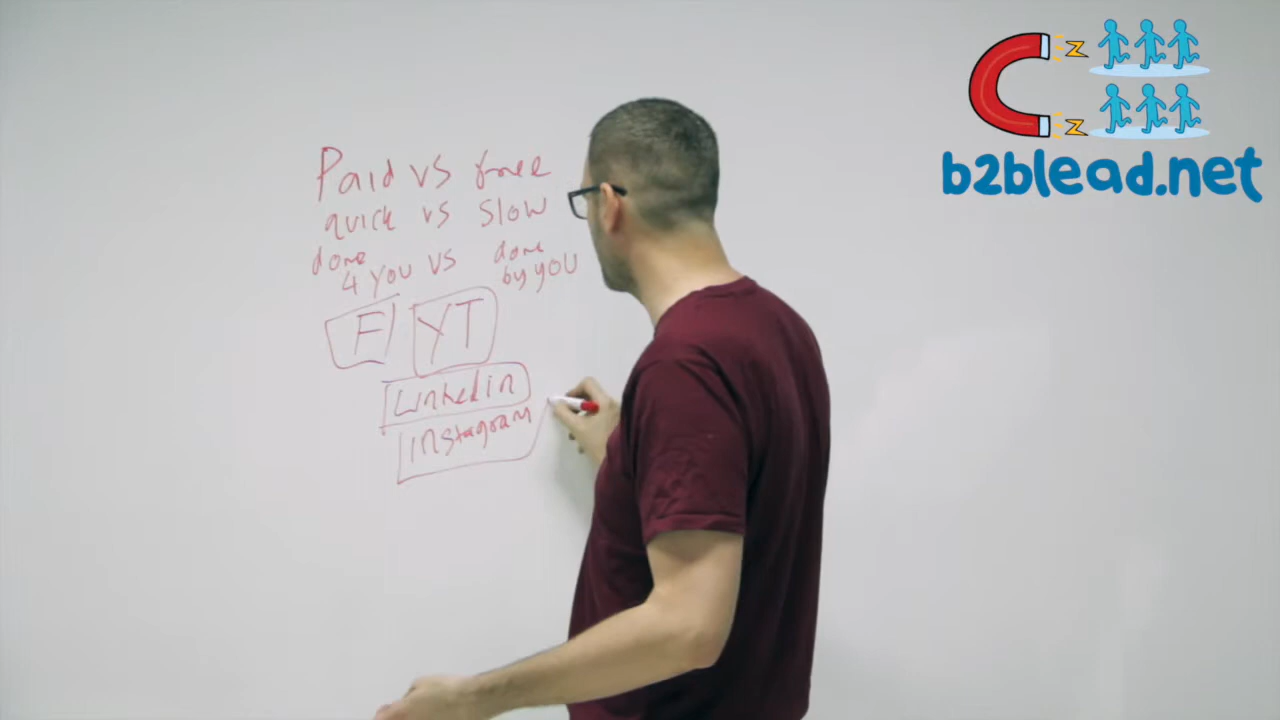 Paid vs free
quick vs slow
done 4 you vs done by you
F YT
Linkedin
instagram
b2blead.net